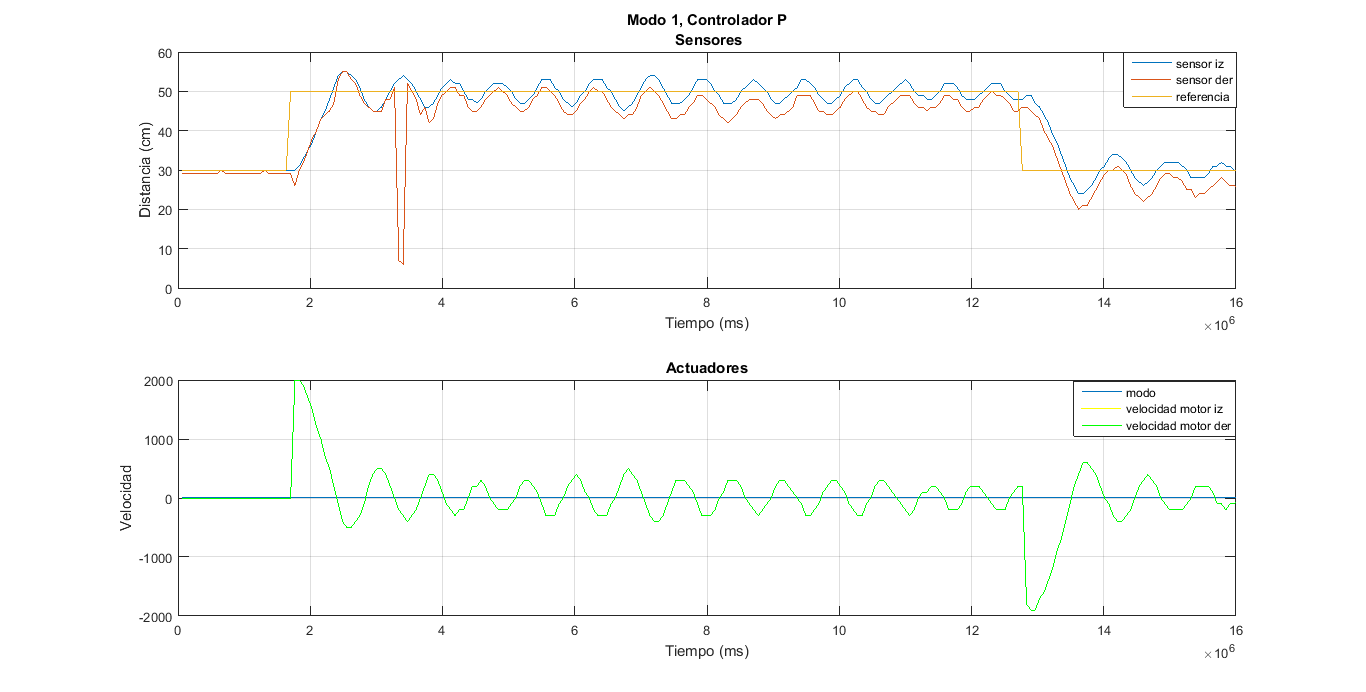 Modo 1, Controlador P
Sensores
60
50
40
30
20
10
0
Distancia (cm)
sensor iz
sensor der
referencia
0 2 4 6 8 10 12 14 16
Tiempo (ms)
×10^6
Actuadores
2000
1000
0
-1000
-2000
Velocidad
modo
velocidad motor iz
velocidad motor der
0 2 4 6 8 10 12 14 16
Tiempo (ms)
×10^6